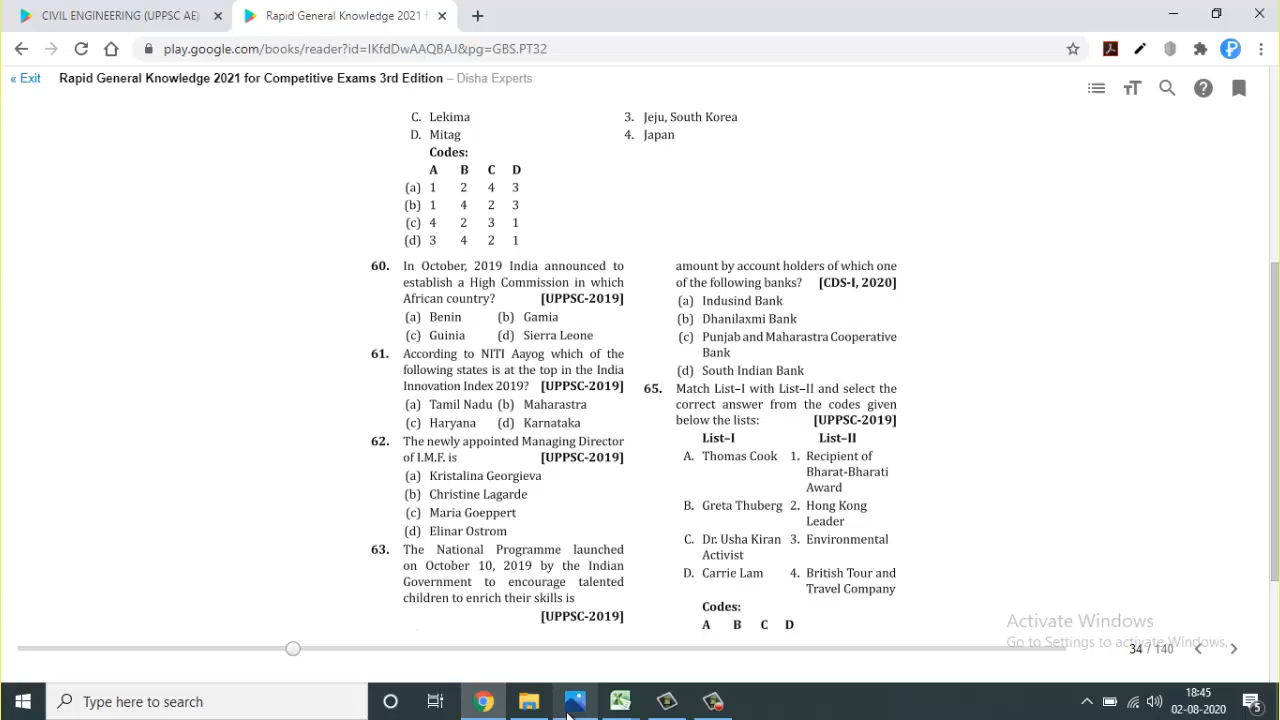 CIVIL ENGINEERING (UPPSC AE)
Rapid General Knowledge 2021 f
play.google.com/books/reader?id=IKfdDwAAQBAJ&pg=GBS.PT32
« Exit
Rapid General Knowledge 2021 for Competitive Exams 3rd Edition – Disha Experts
C. Lekima 3. Jeju, South Korea
D. Mitag 4. Japan
Codes:
A B C D
(a) 1 2 4 3
(b) 1 4 2 3
(c) 4 2 3 1
(d) 3 4 2 1
60. In October, 2019 India announced to
establish a High Commission in which
African country? [UPPSC-2019]
(a) Benin (b) Gamia
(c) Guinia (d) Sierra Leone
61. According to NITI Aayog which of the
following states is at the top in the India
Innovation Index 2019? [UPPSC-2019]
(a) Tamil Nadu (b) Maharastra
(c) Haryana (d) Karnataka
62. The newly appointed Managing Director
of I.M.F. is [UPPSC-2019]
(a) Kristalina Georgieva
(b) Christine Lagarde
(c) Maria Goeppert
(d) Elinar Ostrom
63. The National Programme launched
on October 10, 2019 by the Indian
Government to encourage talented
children to enrich their skills is
[UPPSC-2019]
amount by account holders of which one
of the following banks? [CDS-I, 2020]
(a) Indusind Bank
(b) Dhanilaxmi Bank
(c) Punjab and Maharastra Cooperative
Bank
(d) South Indian Bank
65. Match List–I with List–II and select the
correct answer from the codes given
below the lists: [UPPSC-2019]
List–I List–II
A. Thomas Cook 1. Recipient of
Bharat-Bharati
Award
B. Greta Thuberg 2. Hong Kong
Leader
C. Dr. Usha Kiran 3. Environmental
Activist
D. Carrie Lam 4. British Tour and
Travel Company
Codes:
A B C D
Activate Windows
Go to Settings to activate Windows.
34 / 140
Type here to search
18:45
02-08-2020
5